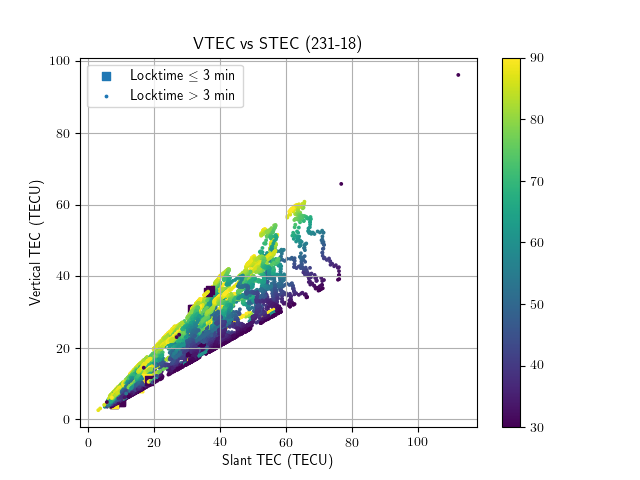 VTEC vs STEC (231-18)
Locktime ≤ 3 min
Locktime > 3 min
100
80
60
40
20
0
Vertical TEC (TECU)
0 20 40 60 80 100
Slant TEC (TECU)
90
80
70
60
50
40
30